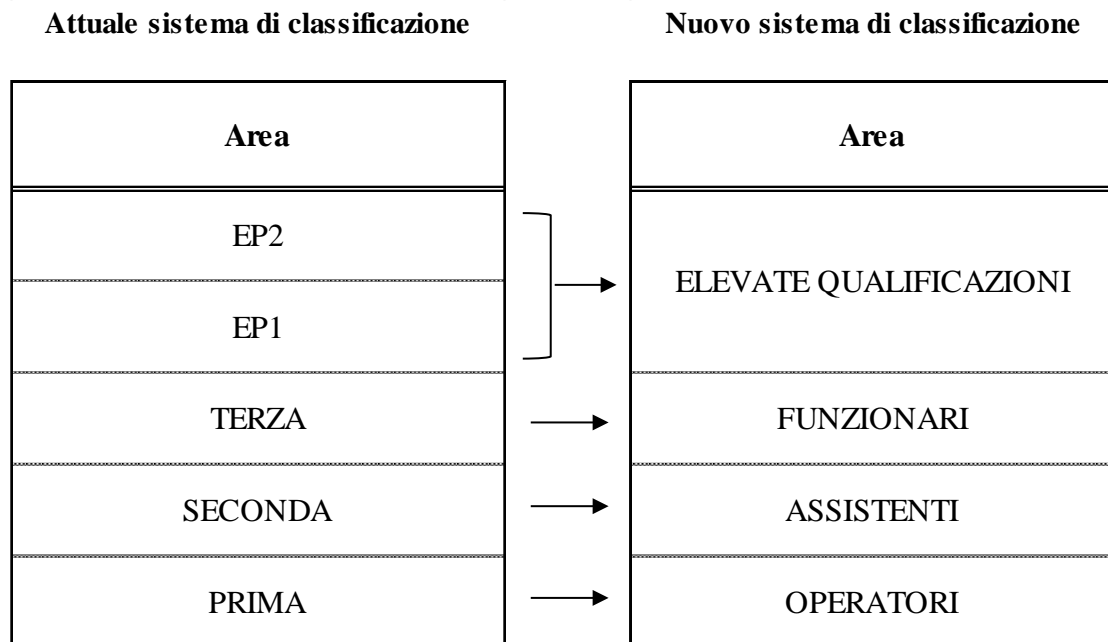 Attuale sistema di classificazione
Nuovo sistema di classificazione
Area
Area
EP2
EP1
ELEVATE QUALIFICAZIONI
TERZA
FUNZIONARI
SECONDA
ASSISTENTI
PRIMA
OPERATORI